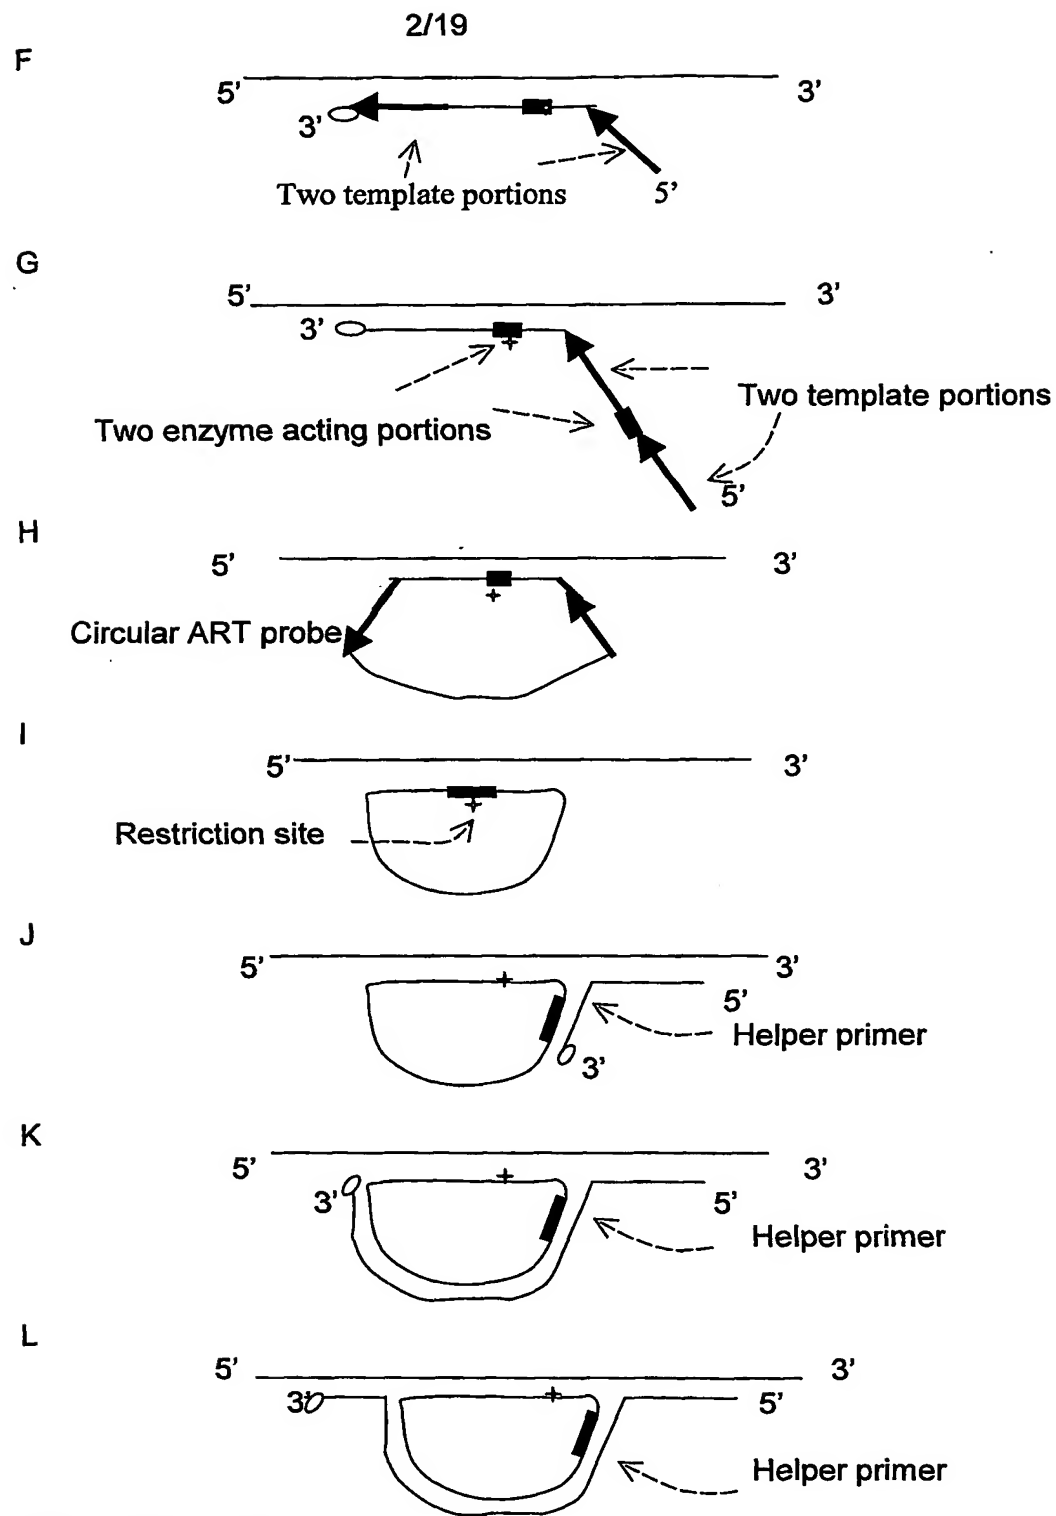 2/19
F
5'
3'
3'
Two template portions
5'
G
5'
3'
3'
Two template portions
Two enzyme acting portions
5'
H
5'
3'
Circular ART probe
I
5'
3'
Restriction site
J
5'
3'
5'
Helper primer
3'
K
5'
3'
3'
5'
Helper primer
L
5'
3'
3'
5'
Helper primer